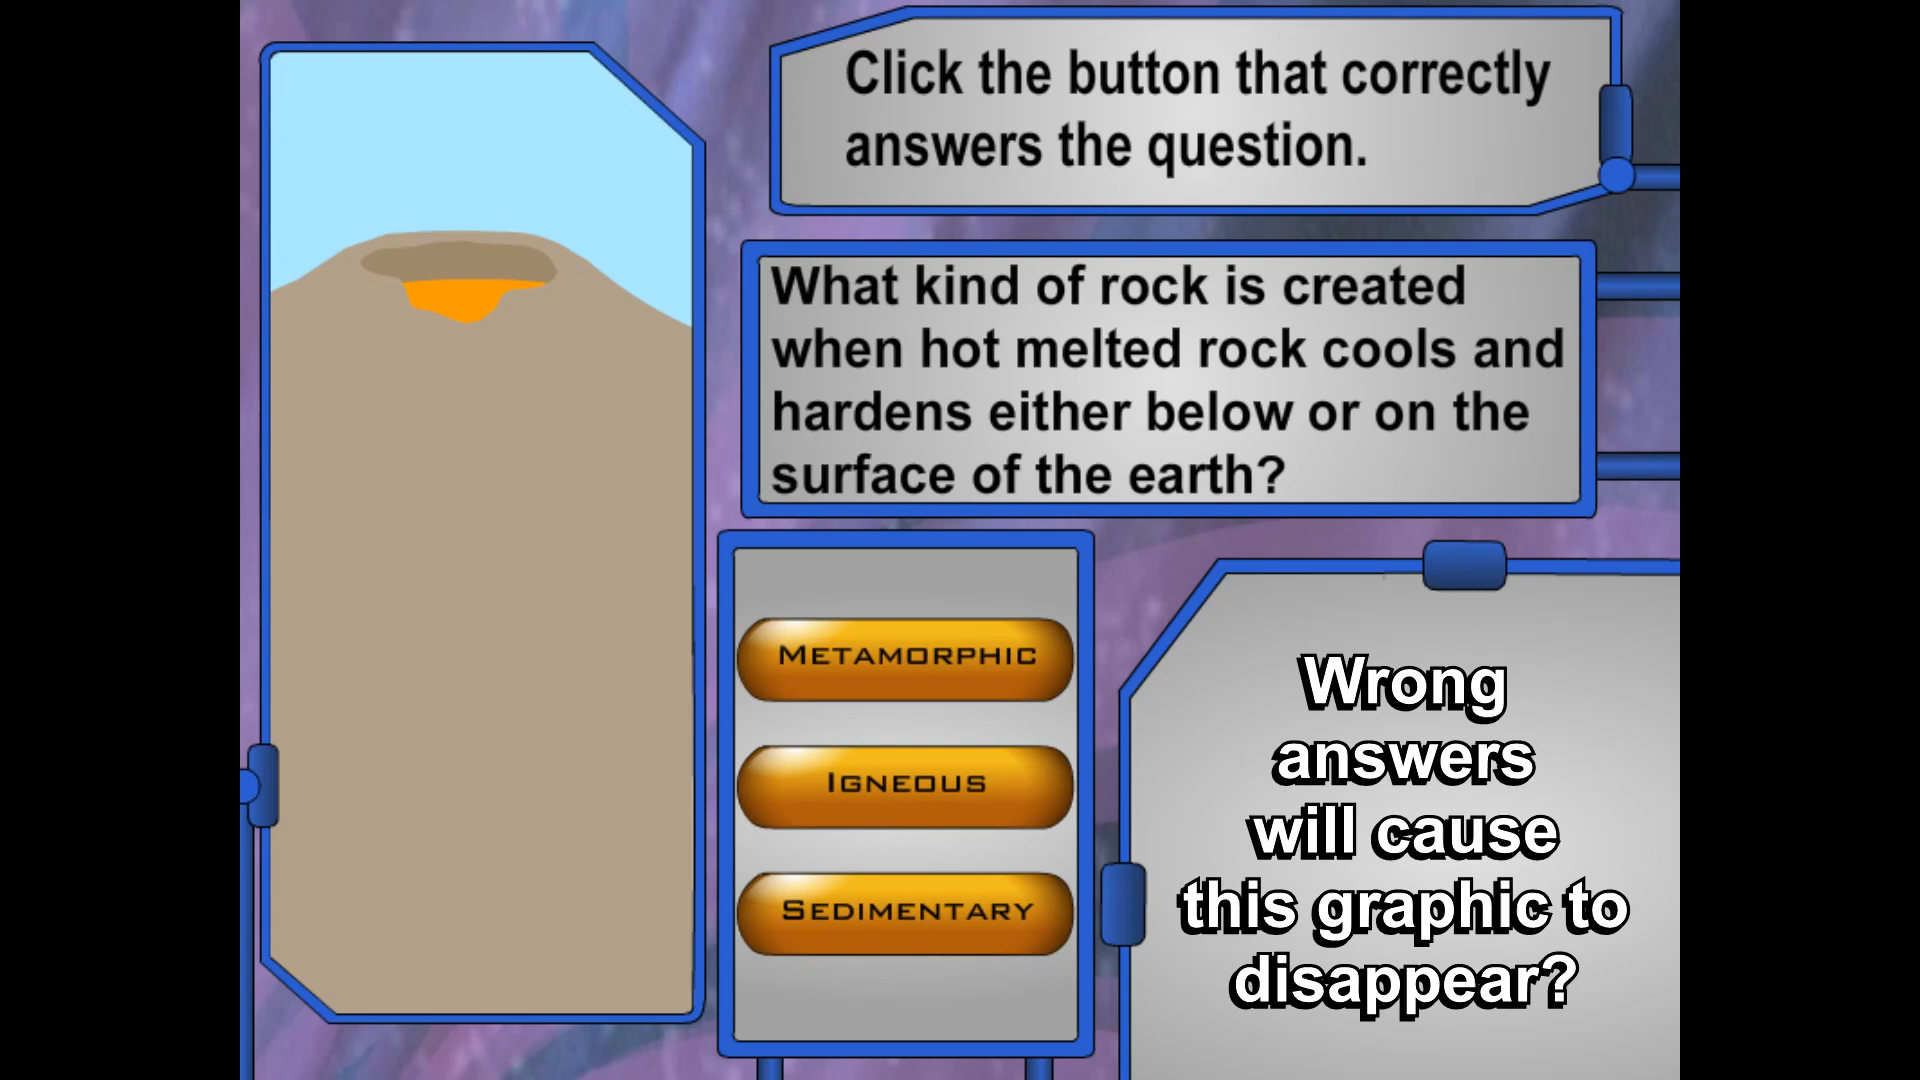 Click the button that correctly
answers the question.
What kind of rock is created
when hot melted rock cools and
hardens either below or on the
surface of the earth?
METAMORPHIC
IGNEOUS
SEDIMENTARY
Wrong
answers
will cause
this graphic to
disappear?